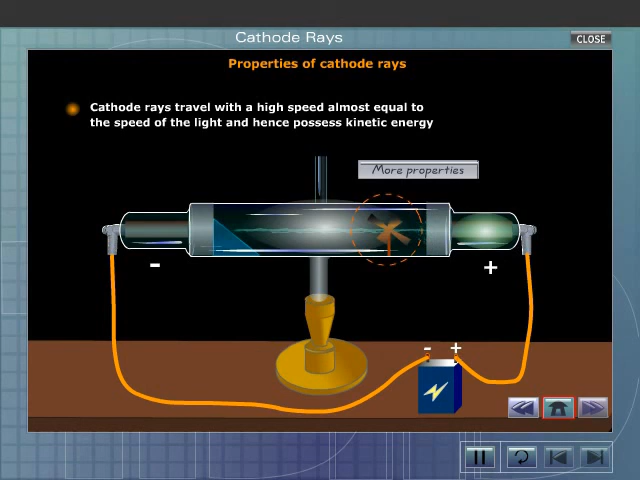 Cathode Rays
CLOSE
Properties of cathode rays
Cathode rays travel with a high speed almost equal to
the speed of the light and hence possess kinetic energy
More properties
- +
- +